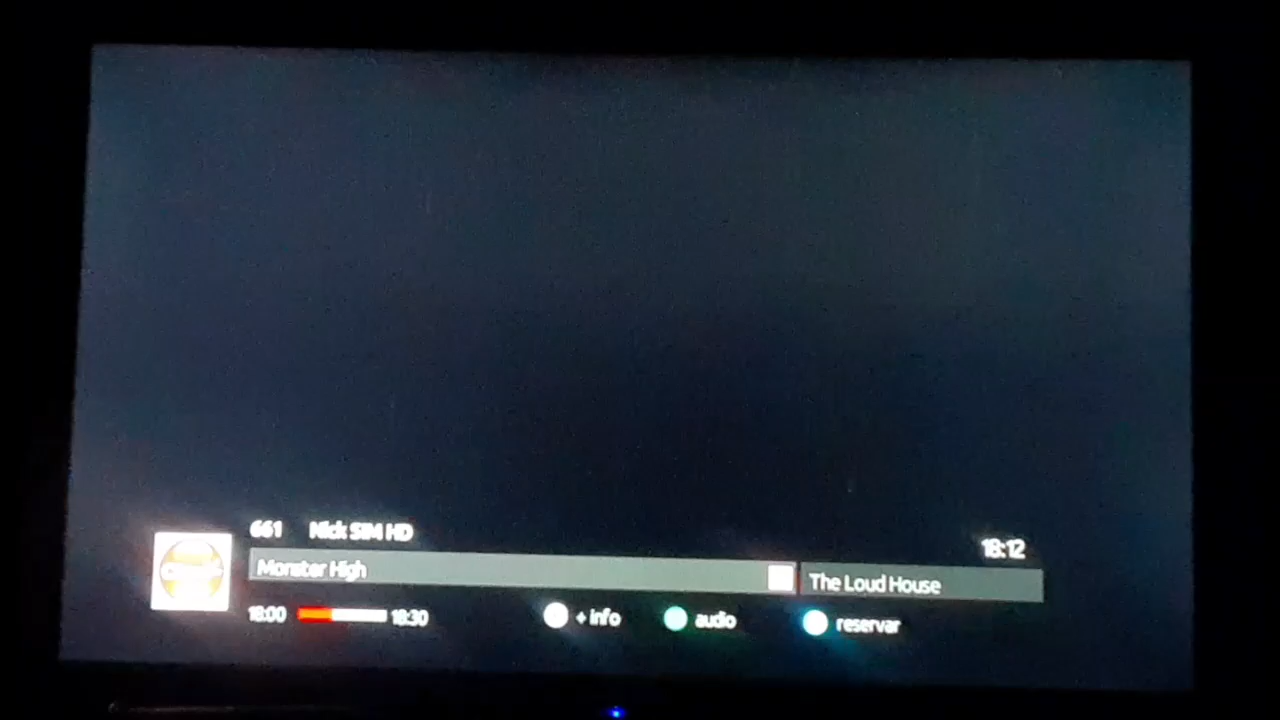 661 Nick SIM HD
18:12
Monster High
The Loud House
18:00 18:30 + info audio reservar